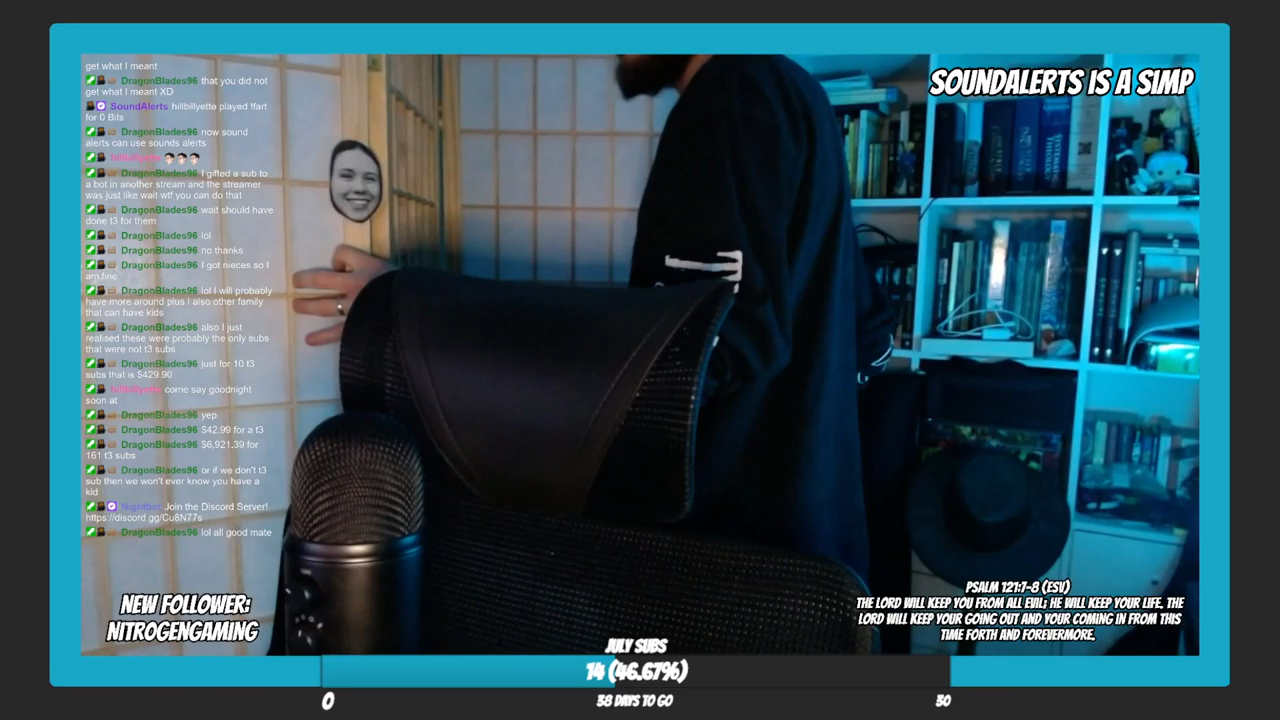 get what I meant
DragonBlades96 that you did not
get what I meant XD
SoundAlerts hillbillyette played !fart
for 0 Bits
DragonBlades96 now sound
alerts can use sounds alerts
hillbillyette
DragonBlades96 I gifted a sub to
a bot in another stream and the streamer
was just like wait wtf you can do that
DragonBlades96 wait should have
done t3 for them
DragonBlades96 lol
DragonBlades96 no thanks
DragonBlades96 I got nieces so I
am fine
DragonBlades96 lol I will probably
have more around plus I also other family
that can have kids
DragonBlades96 also I just
realised these were probably the only subs
that were not t3 subs
DragonBlades96 just for 10 t3
subs that is $429.90
hillbillyette come say goodnight
soon at
DragonBlades96 yep
DragonBlades96 $42.99 for a t3
DragonBlades96 $6,921.39 for
161 t3 subs
DragonBlades96 or if we don't t3
sub then we won't ever know you have a
kid
Nightbot Join the Discord Server!
https://discord.gg/Cu8N77s
DragonBlades96 lol all good mate
SOUNDALERTS IS A SIMP
SYSTEMATIC
THEOLOGY
NEW FOLLOWER:
NITROGENGAMING
PSALM 121:7-8 (ESV)
THE LORD WILL KEEP YOU FROM ALL EVIL; HE WILL KEEP YOUR LIFE. THE
LORD WILL KEEP YOUR GOING OUT AND YOUR COMING IN FROM THIS
TIME FORTH AND FOREVERMORE.
JULY SUBS
14 (46.67%)
0
38 DAYS TO GO
30